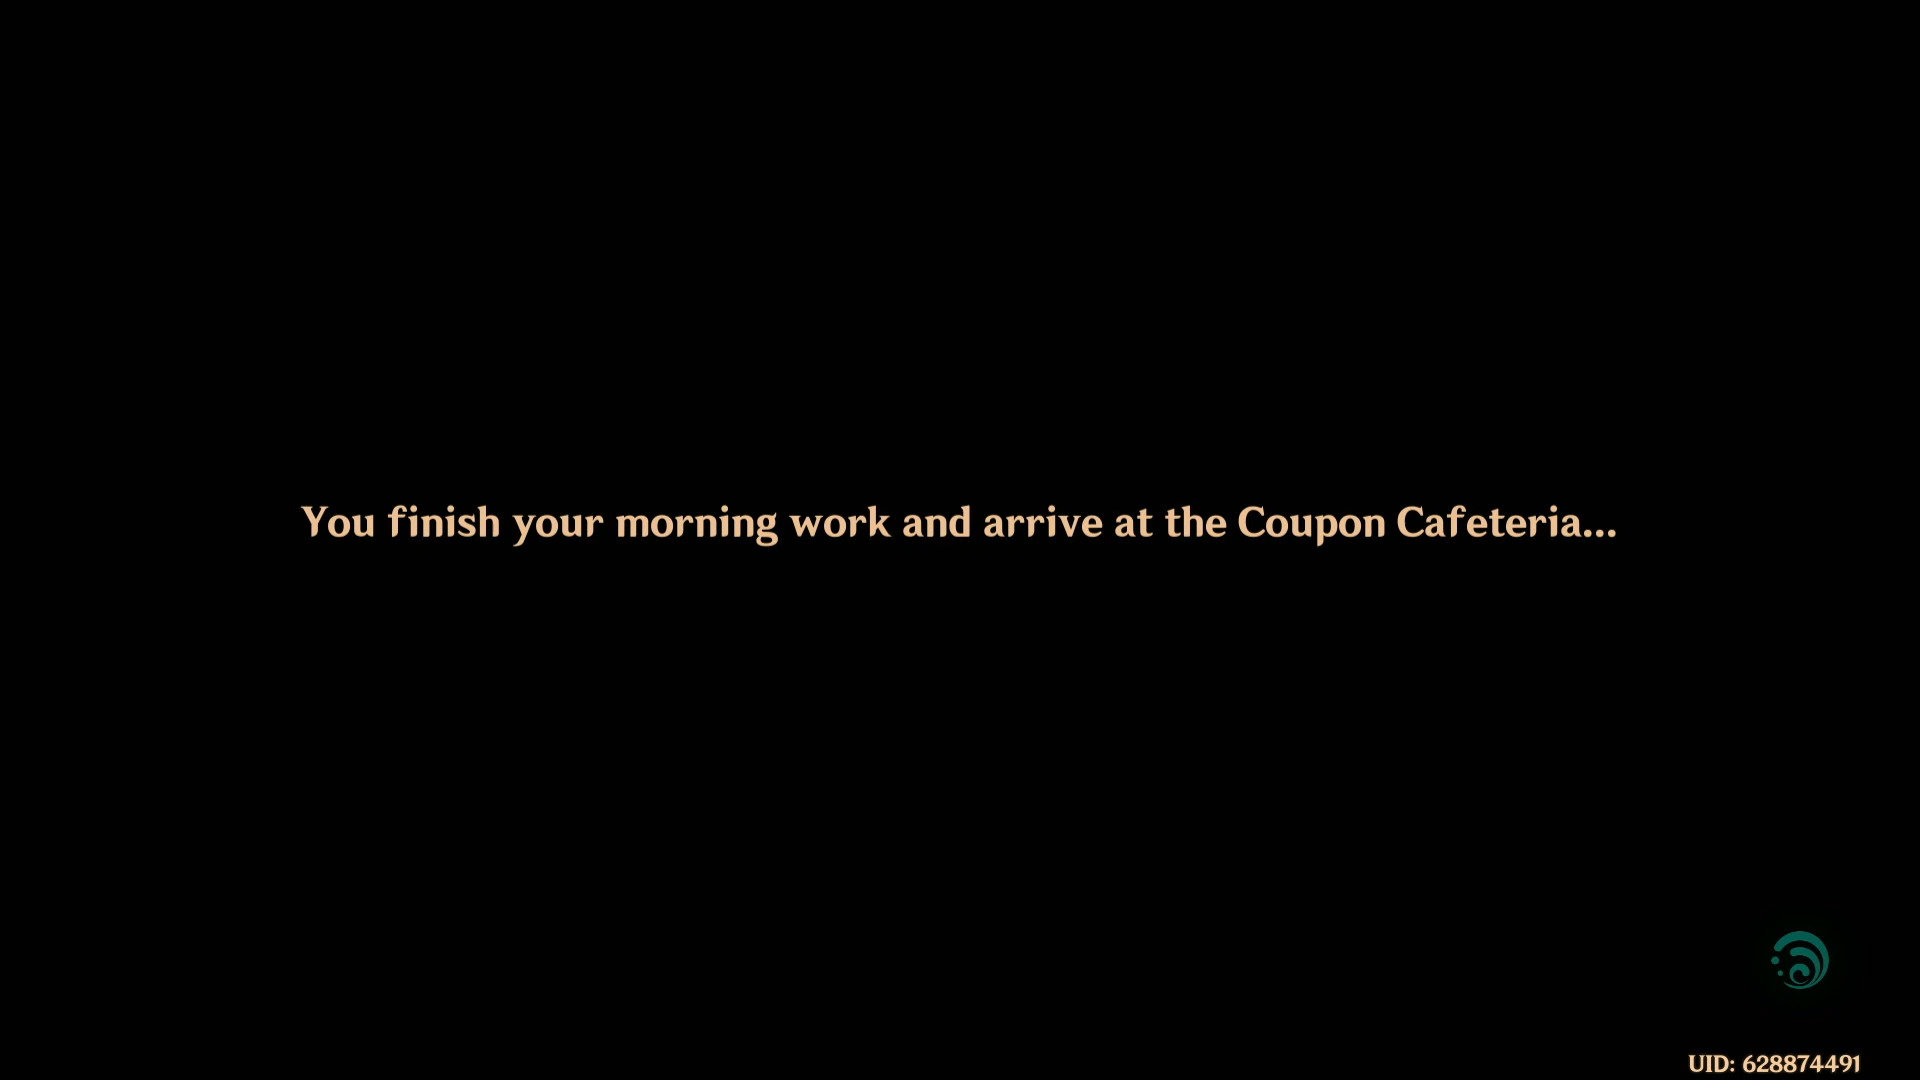 You finish your morning work and arrive at the Coupon Cafeteria...
UID: 628874491